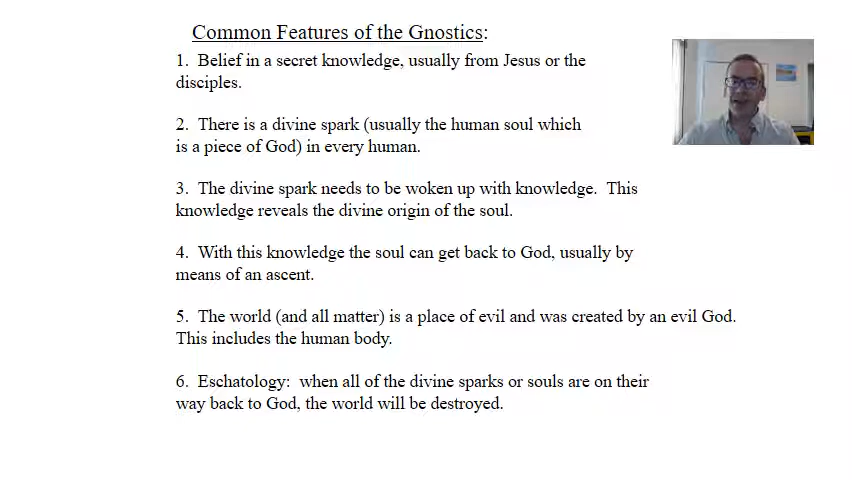 Common Features of the Gnostics:
1. Belief in a secret knowledge, usually from Jesus or the
disciples.
2. There is a divine spark (usually the human soul which
is a piece of God) in every human.
3. The divine spark needs to be woken up with knowledge. This
knowledge reveals the divine origin of the soul.
4. With this knowledge the soul can get back to God, usually by
means of an ascent.
5. The world (and all matter) is a place of evil and was created by an evil God.
This includes the human body.
6. Eschatology: when all of the divine sparks or souls are on their
way back to God, the world will be destroyed.